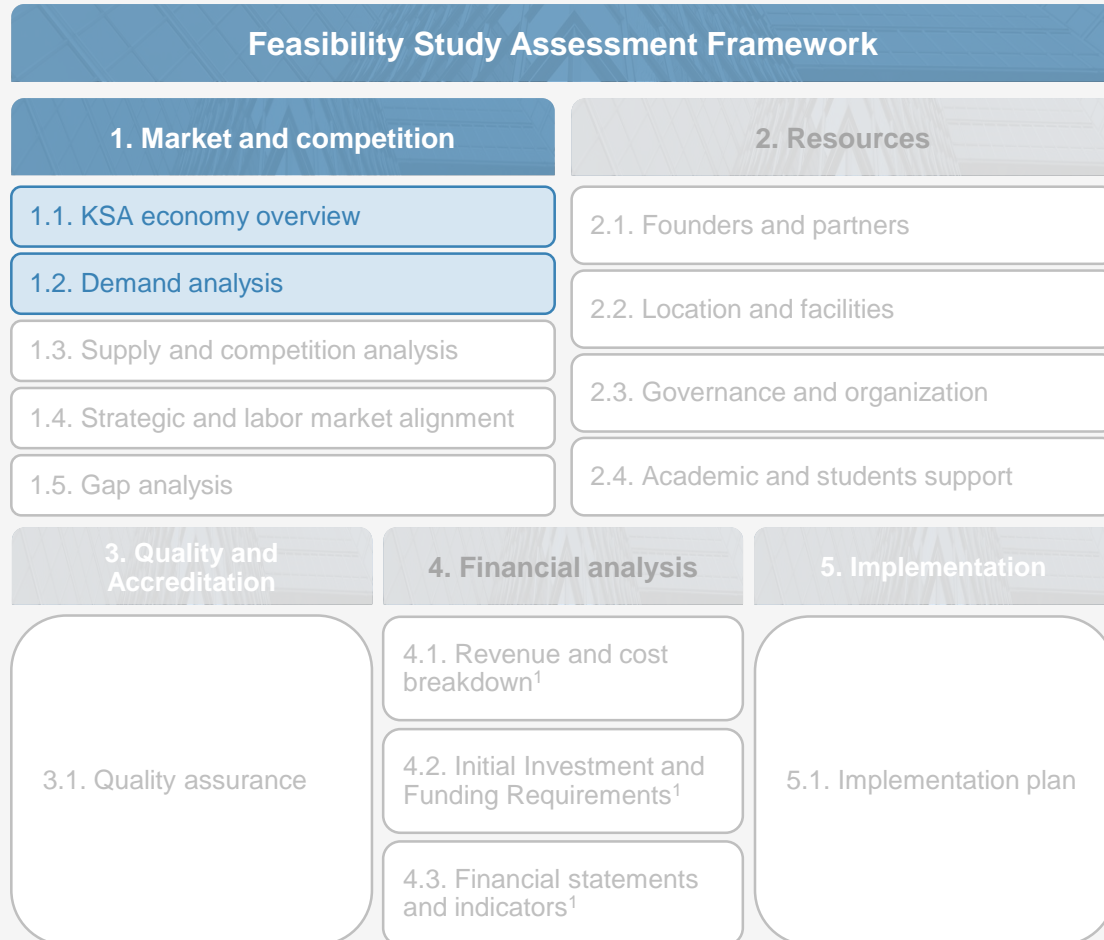 Feasibility Study Assessment Framework
1. Market and competition
1.1. KSA economy overview
1.2. Demand analysis
1.3. Supply and competition analysis
1.4. Strategic and labor market alignment
1.5. Gap analysis
2. Resources
2.1. Founders and partners
2.2. Location and facilities
2.3. Governance and organization
2.4. Academic and students support
3. Quality and
Accreditation
3.1. Quality assurance
4. Financial analysis
4.1. Revenue and cost
breakdown¹
4.2. Initial Investment and
Funding Requirements¹
4.3. Financial statements
and indicators¹
5. Implementation
5.1. Implementation plan